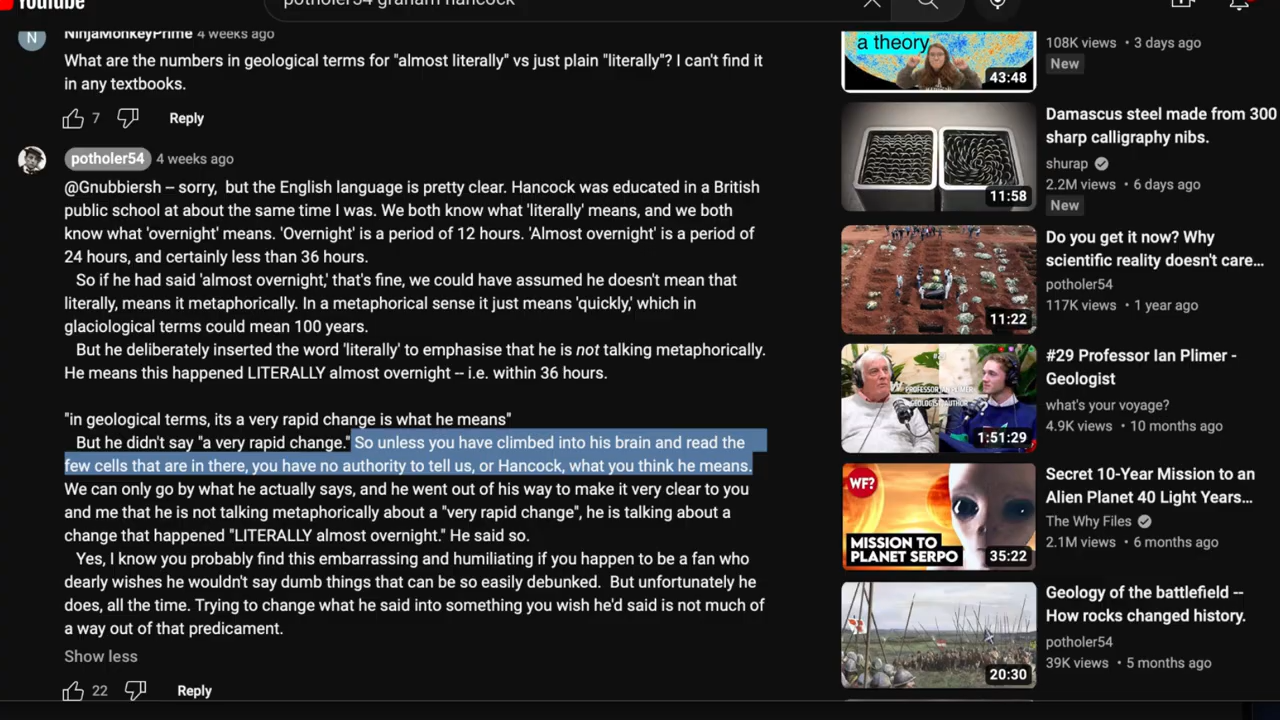 YouTube
potholer54 graham hancock
N
NinjaMonkeyPrime 4 weeks ago
What are the numbers in geological terms for "almost literally" vs just plain "literally"? I can't find it
in any textbooks.
7
Reply
potholer54 4 weeks ago
@Gnubbiersh -- sorry, but the English language is pretty clear. Hancock was educated in a British
public school at about the same time I was. We both know what 'literally' means, and we both
know what 'overnight' means. 'Overnight' is a period of 12 hours. 'Almost overnight' is a period of
24 hours, and certainly less than 36 hours.
So if he had said 'almost overnight,' that's fine, we could have assumed he doesn't mean that
literally, means it metaphorically. In a metaphorical sense it just means 'quickly,' which in
glaciological terms could mean 100 years.
But he deliberately inserted the word 'literally' to emphasise that he is not talking metaphorically.
He means this happened LITERALLY almost overnight -- i.e. within 36 hours.
"in geological terms, its a very rapid change is what he means"
But he didn't say "a very rapid change." So unless you have climbed into his brain and read the
few cells that are in there, you have no authority to tell us, or Hancock, what you think he means.
We can only go by what he actually says, and he went out of his way to make it very clear to you
and me that he is not talking metaphorically about a "very rapid change", he is talking about a
change that happened "LITERALLY almost overnight." He said so.
Yes, I know you probably find this embarrassing and humiliating if you happen to be a fan who
dearly wishes he wouldn't say dumb things that can be so easily debunked. But unfortunately he
does, all the time. Trying to change what he said into something you wish he'd said is not much of
a way out of that predicament.
Show less
22
Reply
a theory
43:48
108K views • 3 days ago
New
11:58
Damascus steel made from 300
sharp calligraphy nibs.
shurap
2.2M views • 6 days ago
New
11:22
Do you get it now? Why
scientific reality doesn't care...
potholer54
117K views • 1 year ago
#29
PROFESSOR IAN PLIMER
1:51:29
#29 Professor Ian Plimer -
Geologist
what's your voyage?
4.9K views • 10 months ago
WF?
MISSION TO
PLANET SERPO
35:22
Secret 10-Year Mission to an
Alien Planet 40 Light Years...
The Why Files
2.1M views • 6 months ago
20:30
Geology of the battlefield --
How rocks changed history.
potholer54
39K views • 5 months ago